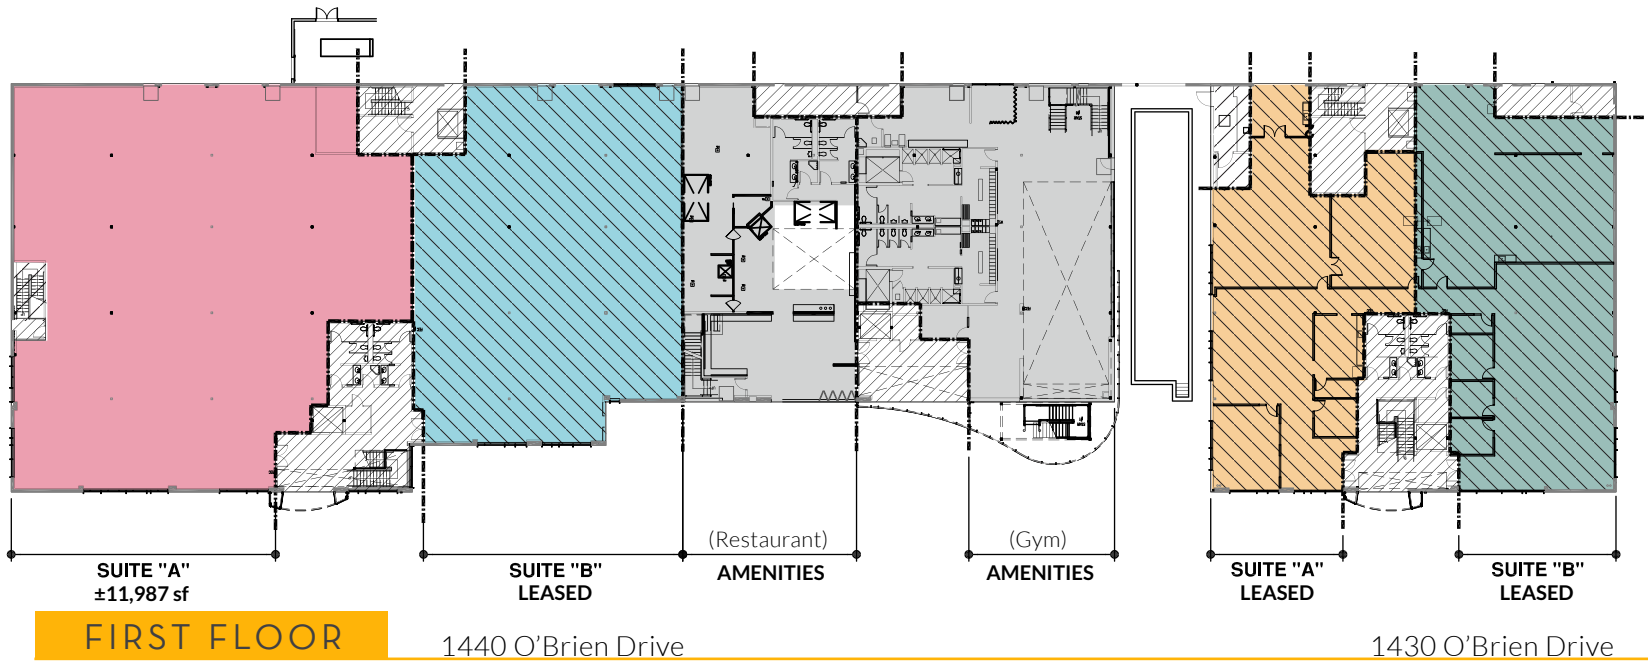 (Restaurant)
(Gym)
SUITE "A"
±11,987 sf
SUITE "B"
LEASED
AMENITIES
AMENITIES
SUITE "A"
LEASED
SUITE "B"
LEASED
FIRST FLOOR
1440 O’Brien Drive
1430 O’Brien Drive